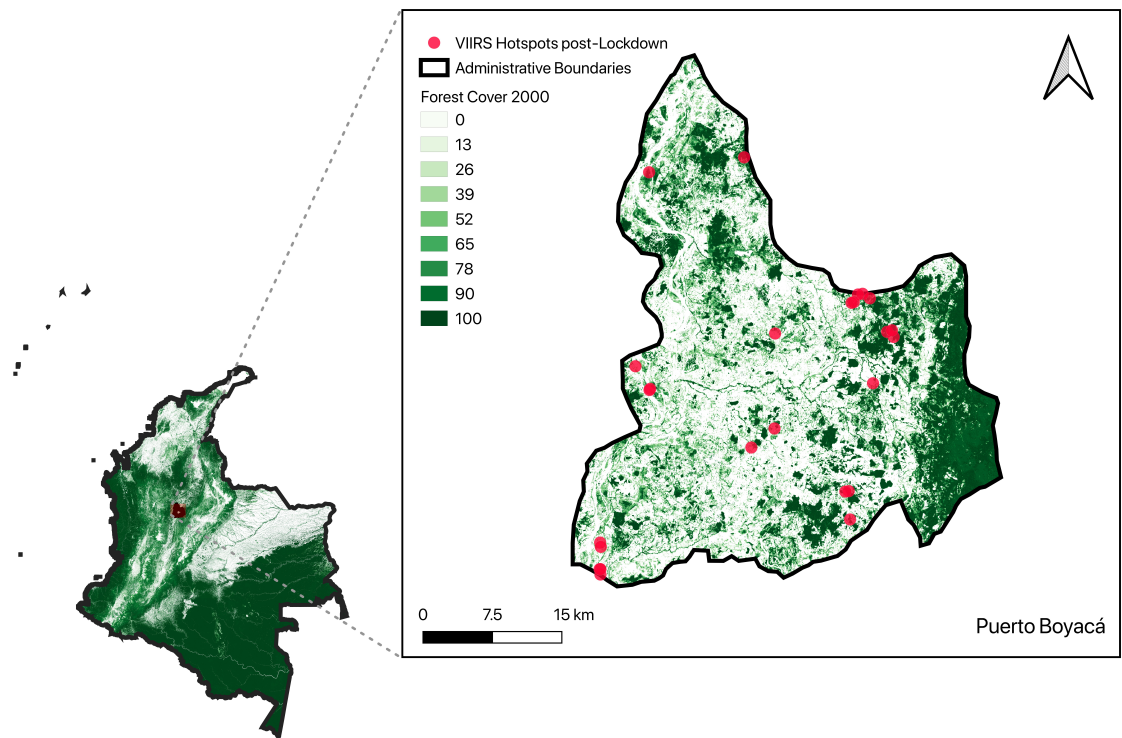 VIIRS Hotspots post-Lockdown
Administrative Boundaries
Forest Cover 2000
0
13
26
39
52
65
78
90
100
0 7.5 15 km
Puerto Boyacá